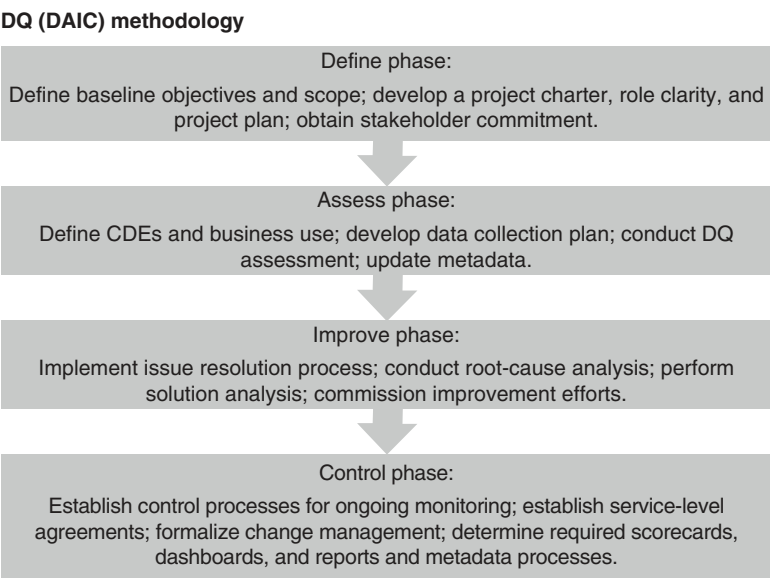 DQ (DAIC) methodology
Define phase:
Define baseline objectives and scope; develop a project charter, role clarity, and
project plan; obtain stakeholder commitment.
Assess phase:
Define CDEs and business use; develop data collection plan; conduct DQ
assessment; update metadata.
Improve phase:
Implement issue resolution process; conduct root-cause analysis; perform
solution analysis; commission improvement efforts.
Control phase:
Establish control processes for ongoing monitoring; establish service-level
agreements; formalize change management; determine required scorecards,
dashboards, and reports and metadata processes.